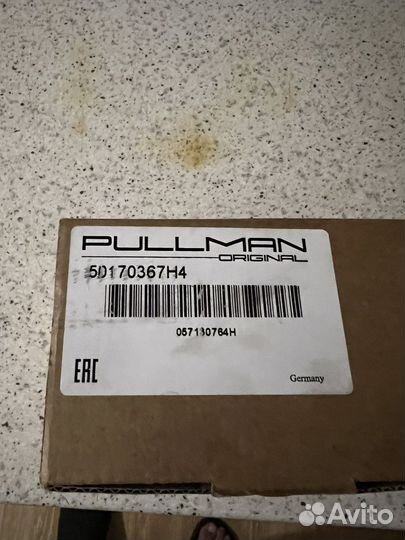 PULLMAN
ORIGINAL
5D170367H4
057130764H
EAC
Germany
Avito